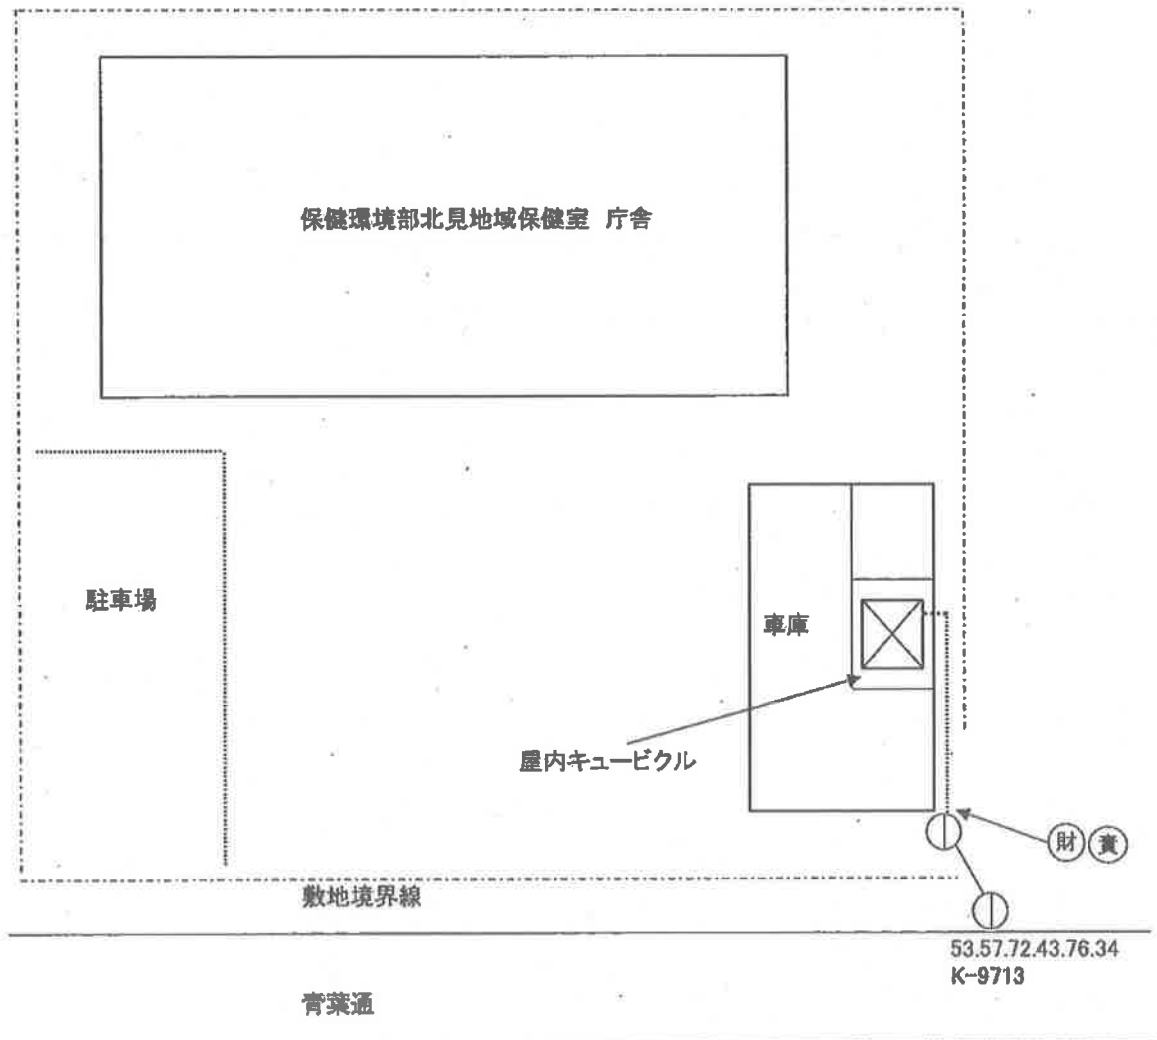 保健環境部北見地域保健室 庁舎
駐車場
車庫
屋内キュービクル
財 責
敷地境界線
53.57.72.43.76.34
K-9713
青葉通